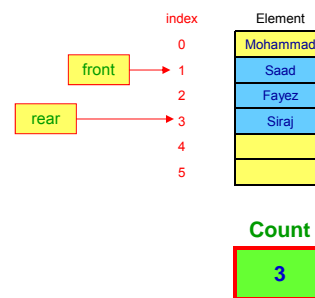 index Element
0 Mohammad
front 1 Saad
2 Fayez
rear 3 Siraj
4
5
Count
3